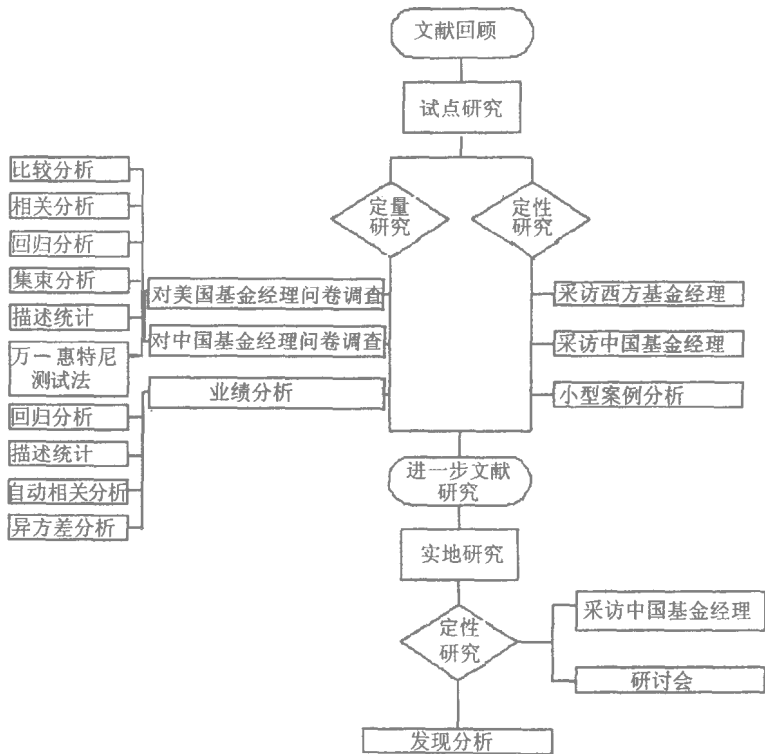 文献回顾
试点研究
定量
研究
定性
研究
比较分析
相关分析
回归分析
集束分析
描述统计
万一惠特尼
测试法
回归分析
描述统计
自动相关分析
异方差分析
对美国基金经理问卷调查
对中国基金经理问卷调查
业绩分析
采访西方基金经理
采访中国基金经理
小型案例分析
进一步文献
研究
实地研究
定性
研究
采访中国基金经理
研讨会
发现分析